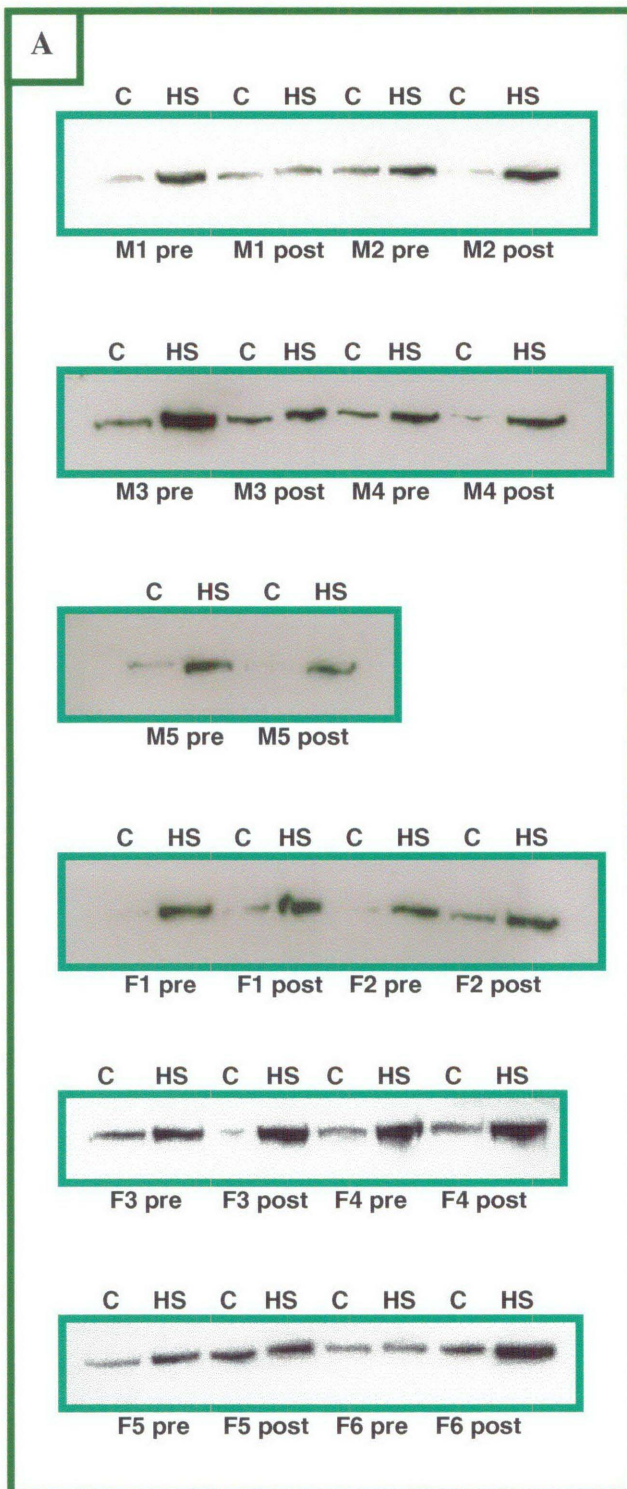 A
C HS C HS C HS C HS
M1 pre M1 post M2 pre M2 post
C HS C HS C HS C HS
M3 pre M3 post M4 pre M4 post
C HS C HS
M5 pre M5 post
C HS C HS C HS C HS
F1 pre F1 post F2 pre F2 post
C HS C HS C HS C HS
F3 pre F3 post F4 pre F4 post
C HS C HS C HS C HS
F5 pre F5 post F6 pre F6 post